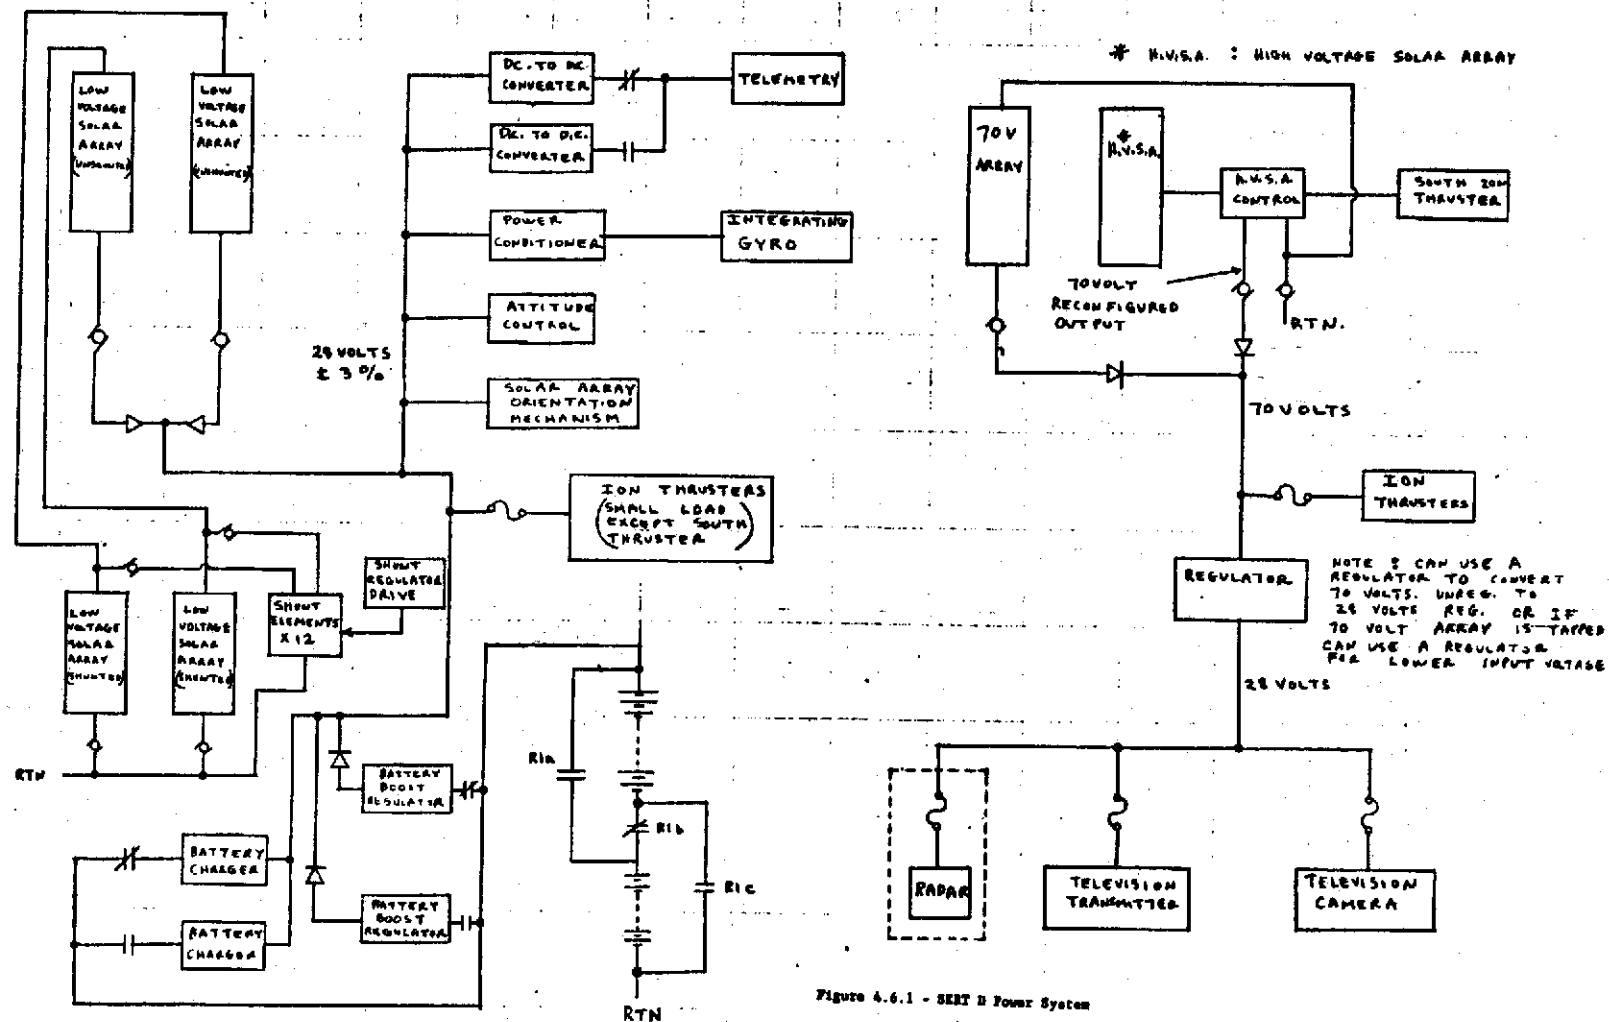 * H.V.S.A. : HIGH VOLTAGE SOLAR ARRAY
LOW
VOLTAGE
SOLAR
ARRAY
(UNSHUNTED)
LOW
VOLTAGE
SOLAR
ARRAY
(UNSHUNTED)
DC. TO DC.
CONVERTER
TELEMETRY
DC. TO D.C.
CONVERTER
POWER
CONDITIONER
INTEGRATING
GYRO
ATTITUDE
CONTROL
28 VOLTS
± 3%
SOLAR ARRAY
ORIENTATION
MECHANISM
70V
ARRAY
*
H.V.S.A.
H.V.S.A.
CONTROL
SOUTH ION
THRUSTER
70 VOLT
RECONFIGURED
OUTPUT
RTN.
70 VOLTS
ION THRUSTERS
(SMALL LOAD
EXCEPT SOUTH
THRUSTER)
ION
THRUSTERS
SHUNT
REGULATOR
DRIVE
LOW
VOLTAGE
SOLAR
ARRAY
(SHUNTED)
LOW
VOLTAGE
SOLAR
ARRAY
(SHUNTED)
SHUNT
ELEMENTS
X 12
REGULATOR
NOTE : CAN USE A
REGULATOR TO CONVERT
70 VOLTS. UNREG. TO
28 VOLTS REG. OR IF
70 VOLT ARRAY IS TAPPED
CAN USE A REGULATOR
FOR LOWER INPUT VOLTAGE
28 VOLTS
RTN
R1a
BATTERY
BOOST
REGULATOR
R1b
BATTERY
CHARGER
R1c
BATTERY
BOOST
REGULATOR
BATTERY
CHARGOR
RADAR
TELEVISION
TRANSMITTER
TELEVISION
CAMERA
RTN
Figure 4.6.1 - SERT D Power System